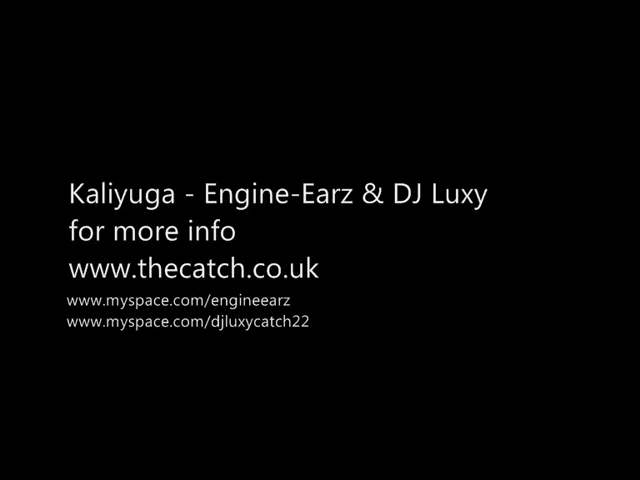 Kaliyuga - Engine-Earz & DJ Luxy
for more info
www.thecatch.co.uk
www.myspace.com/engineearz
www.myspace.com/djluxycatch22